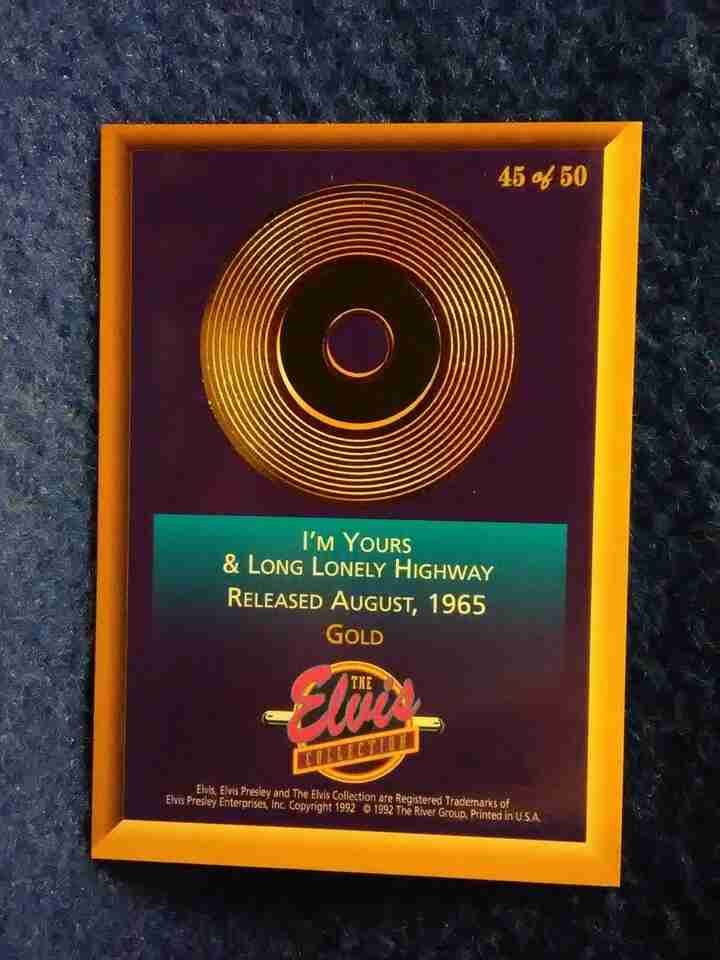 45 of 50
I'M YOURS
& LONG LONELY HIGHWAY
RELEASED AUGUST, 1965
GOLD
THE
Elvis
COLLECTION
Elvis, Elvis Presley and The Elvis Collection are Registered Trademarks of
Elvis Presley Enterprises, Inc. Copyright 1992 © 1992 The River Group, Printed in U.S.A.